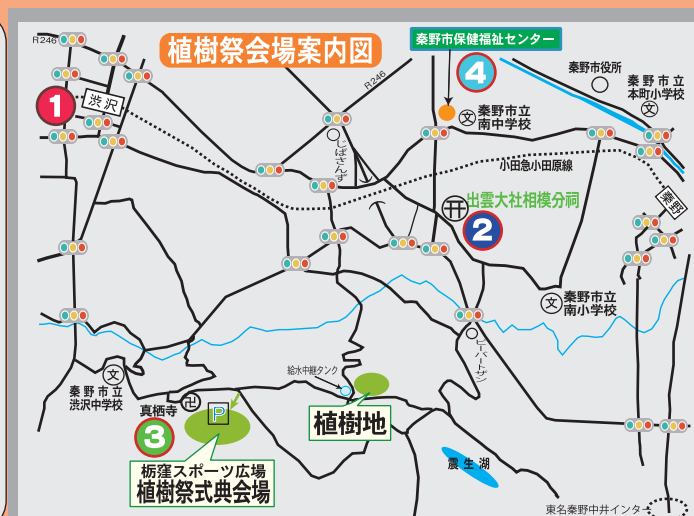 植樹祭会場案内図
秦野市保健福祉センター
R246
R246
1
渋沢
4
秦野市役所
秦野市立
本町小学校
文
文
秦野市立
南中学校
じばさんず
小田急小田原線
秦野
出雲大社相模分祠
2
文
秦野市立
南小学校
ビーバートザン
給水中継タンク
文
秦野市立
渋沢中学校
真栖寺
卍
P
3
植樹地
栃窪スポーツ広場
植樹祭式典会場
震生湖
東名秦野中井インター